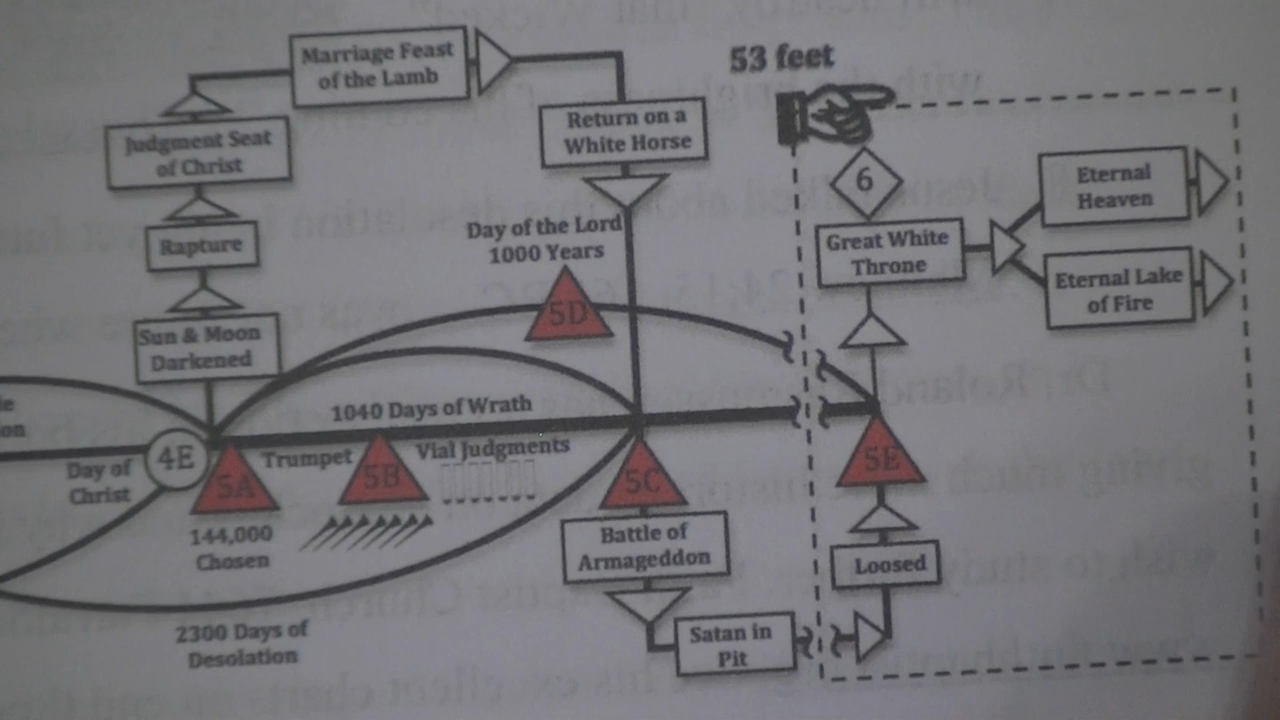 Marriage Feast
of the Lamb
53 feet
Judgment Seat
of Christ
Return on a
White Horse
6
Eternal
Heaven
Rapture
Day of the Lord
1000 Years
Great White
Throne
Eternal Lake
of Fire
Sun & Moon
Darkened
5D
1040 Days of Wrath
Day of
Christ
4E
5A
Trumpet
5B
Vial Judgments
5C
5E
144,000
Chosen
Battle of
Armageddon
Loosed
2300 Days of
Desolation
Satan in
Pit